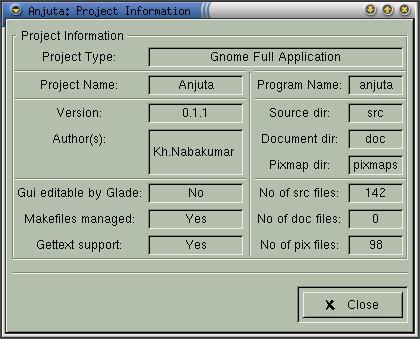 Anjuta: Project Information
Project Information
Project Type: Gnome Full Application
Project Name: Anjuta Program Name: anjuta
Version: 0.1.1 Source dir: src
Author(s): Kh.Nabakumar Document dir: doc
Pixmap dir: pixmaps
Gui editable by Glade: No No of src files: 142
Makefiles managed: Yes No of doc files: 0
Gettext support: Yes No of pix files: 98
Close